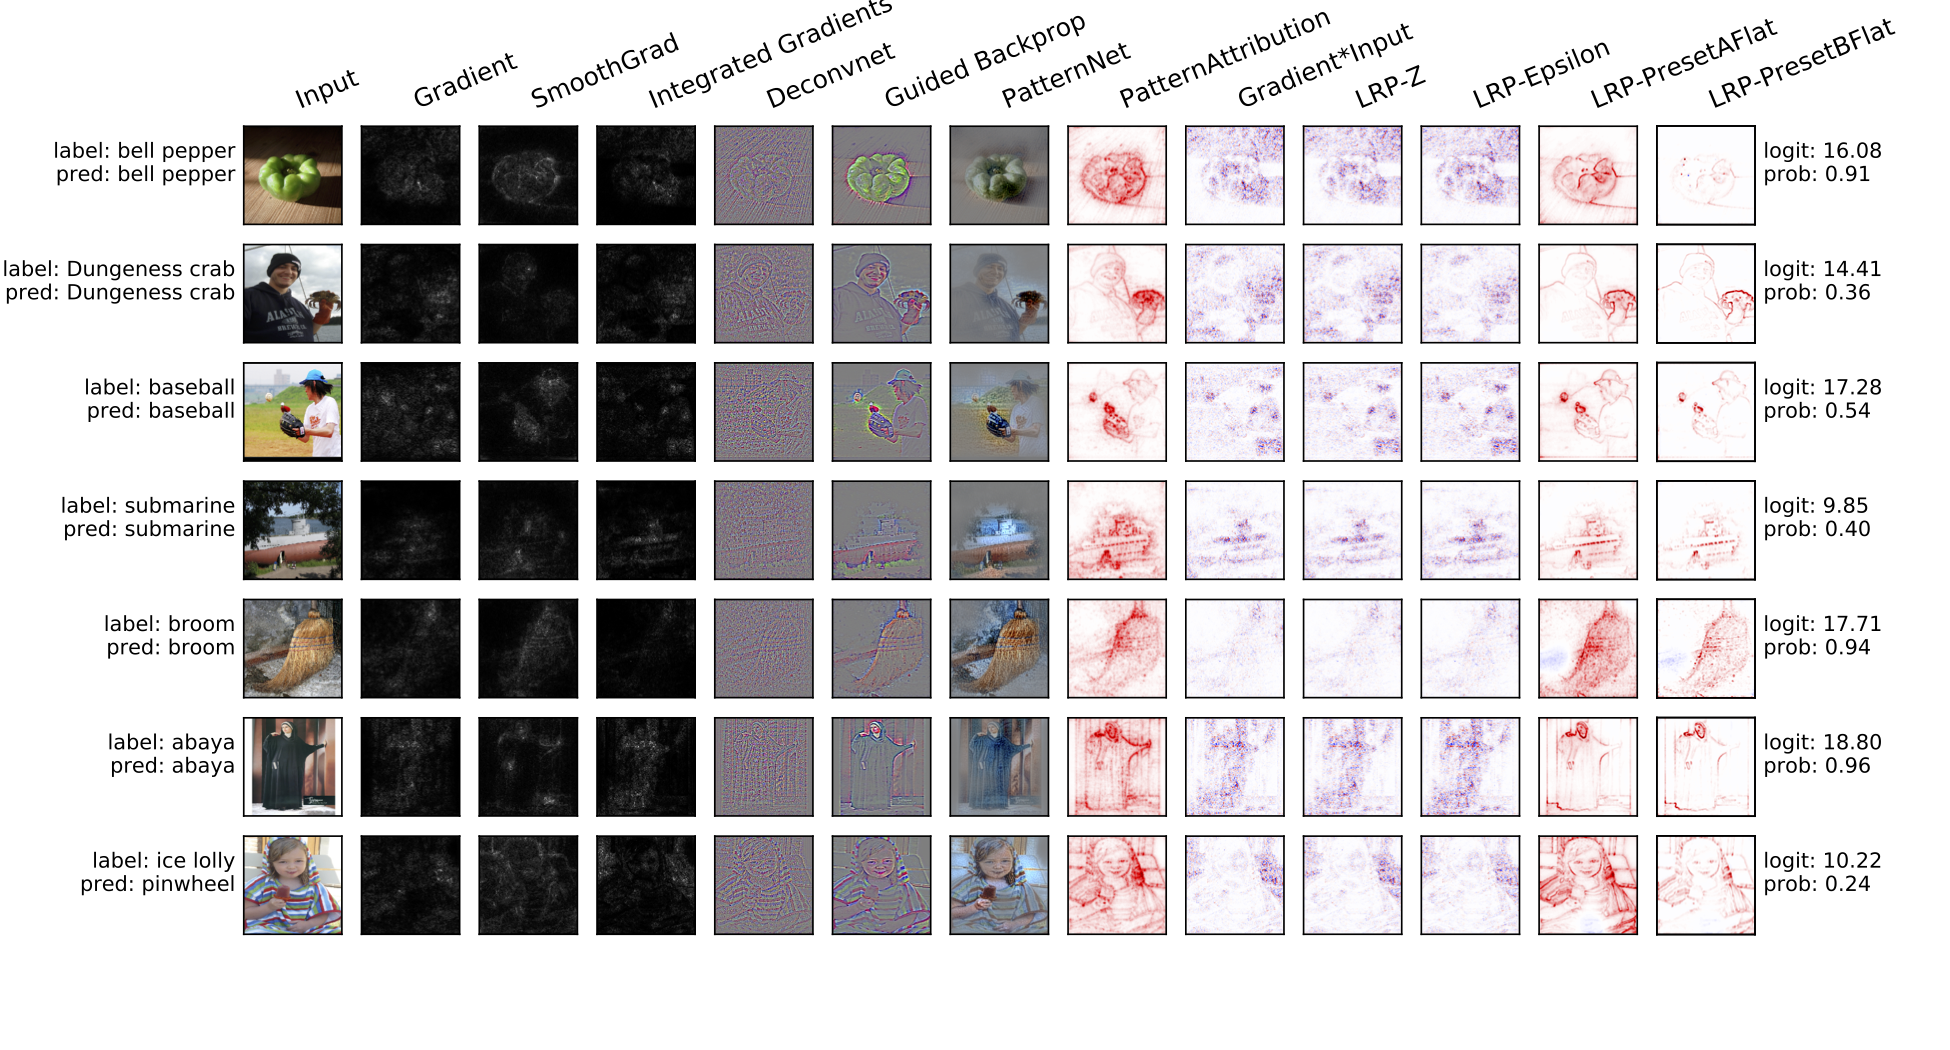 Input
Gradient
SmoothGrad
Integrated Gradients
Deconvnet
Guided Backprop
PatternNet
PatternAttribution
Gradient*Input
LRP-Z
LRP-Epsilon
LRP-PresetAFlat
LRP-PresetBFlat
label: bell pepper
pred: bell pepper
logit: 16.08
prob: 0.91
label: Dungeness crab
pred: Dungeness crab
logit: 14.41
prob: 0.36
label: baseball
pred: baseball
logit: 17.28
prob: 0.54
label: submarine
pred: submarine
logit: 9.85
prob: 0.40
label: broom
pred: broom
logit: 17.71
prob: 0.94
label: abaya
pred: abaya
logit: 18.80
prob: 0.96
label: ice lolly
pred: pinwheel
logit: 10.22
prob: 0.24